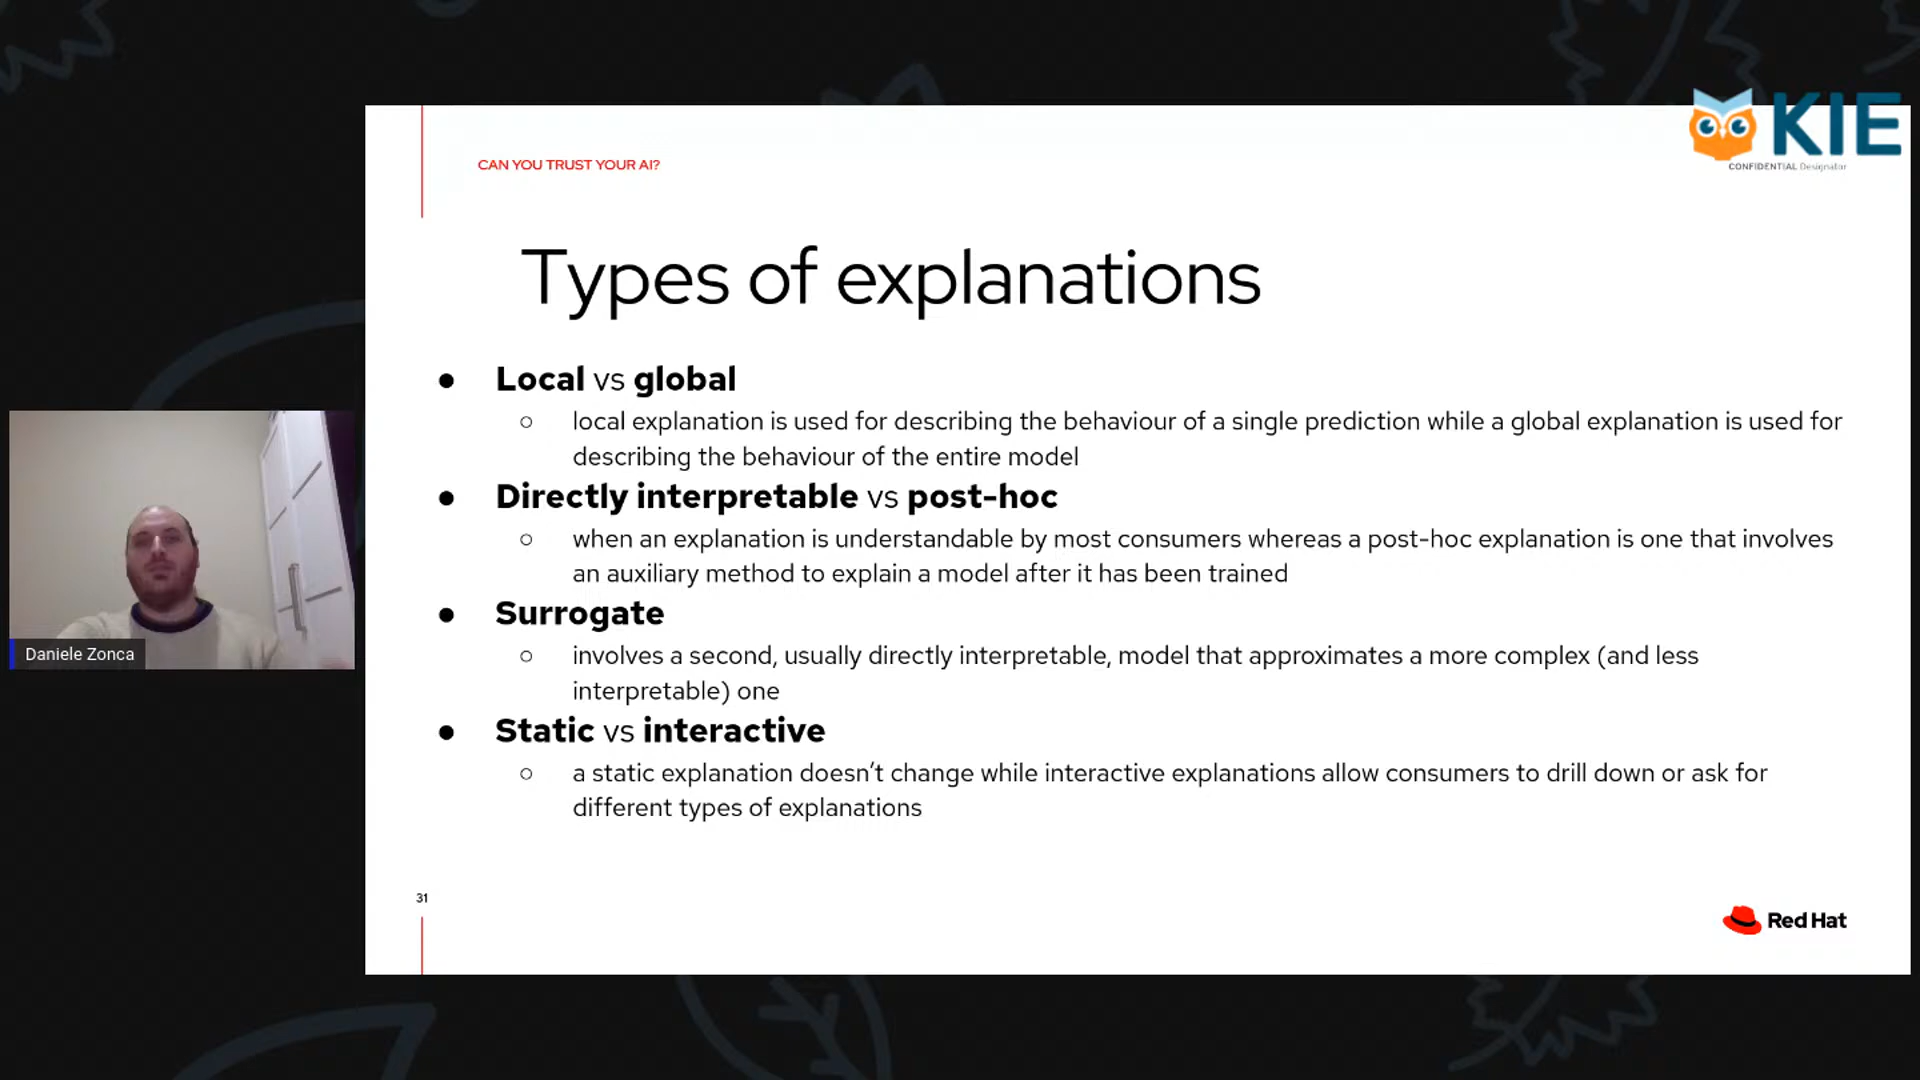 KIE
CONFIDENTIAL Designator
CAN YOU TRUST YOUR AI?
Types of explanations
● Local vs global
○ local explanation is used for describing the behaviour of a single prediction while a global explanation is used for
describing the behaviour of the entire model
● Directly interpretable vs post-hoc
○ when an explanation is understandable by most consumers whereas a post-hoc explanation is one that involves
an auxiliary method to explain a model after it has been trained
● Surrogate
○ involves a second, usually directly interpretable, model that approximates a more complex (and less
interpretable) one
● Static vs interactive
○ a static explanation doesn’t change while interactive explanations allow consumers to drill down or ask for
different types of explanations
Daniele Zonca
31
Red Hat